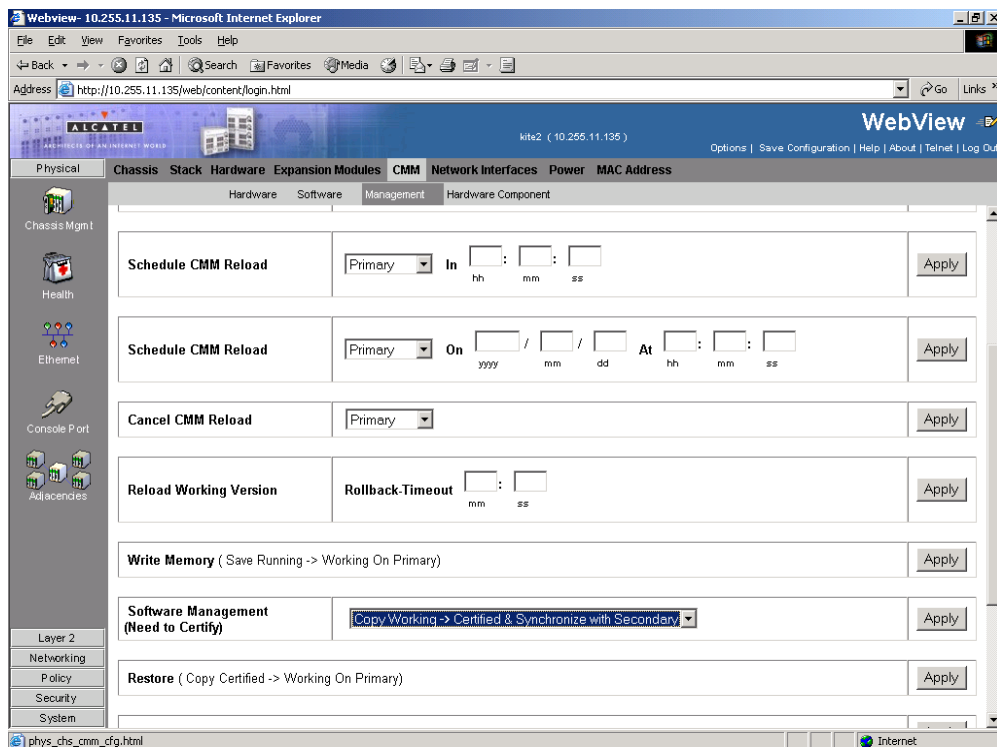 Webview- 10.255.11.135 - Microsoft Internet Explorer
File Edit View Favorites Tools Help
Back Search Favorites Media
Address http://10.255.11.135/web/content/login.html Go Links
ALCATEL
ARCHITECTS OF AN INTERNET WORLD
kite2 ( 10.255.11.135 )
WebView
Options | Save Configuration | Help | About | Telnet | Log Out
Physical
Chassis Stack Hardware Expansion Modules CMM Network Interfaces Power MAC Address
Hardware Software Management Hardware Component
Chassis Mgmt
Health
Ethernet
Console Port
Adjacencies
Layer 2
Networking
Policy
Security
System
Schedule CMM Reload Primary In : : Apply
hh mm ss
Schedule CMM Reload Primary On / / At : : Apply
yyyy mm dd hh mm ss
Cancel CMM Reload Primary Apply
Reload Working Version Rollback-Timeout : Apply
mm ss
Write Memory ( Save Running -> Working On Primary) Apply
Software Management
(Need to Certify) Copy Working -> Certified & Synchronize with Secondary Apply
Restore ( Copy Certified -> Working On Primary) Apply
phys_chs_cmm_cfg.html Internet